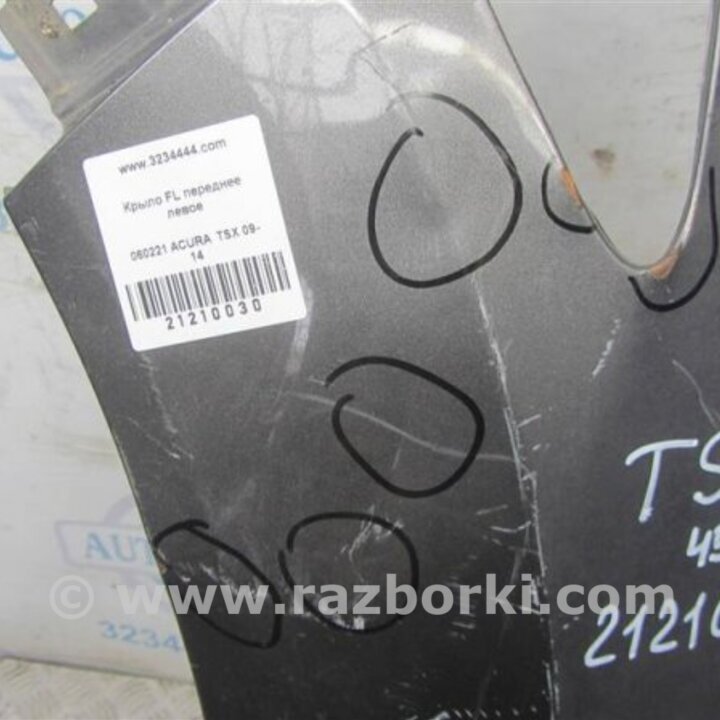 www.3234444.com
Крыло FL переднее
левое
060221 ACURA TSX 09-
14
21210030
TS
45
© www.razborki.com
2121
AUT
3234